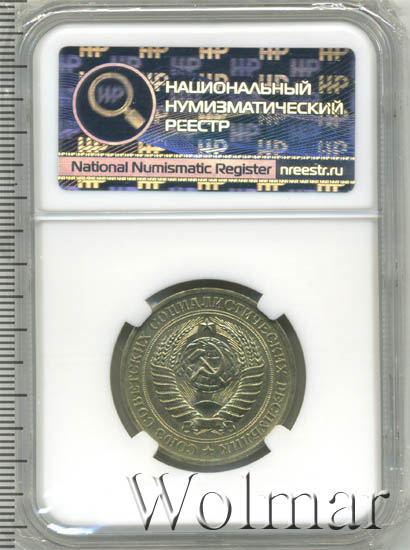 НАЦИОНАЛЬНЫЙ
НУМИЗМАТИЧЕСКИЙ
РЕЕСТР
National Numismatic Register nreestr.ru
СОЮЗ СОВЕТСКИХ СОЦИАЛИСТИЧЕСКИХ РЕСПУБЛИК
Wolmar